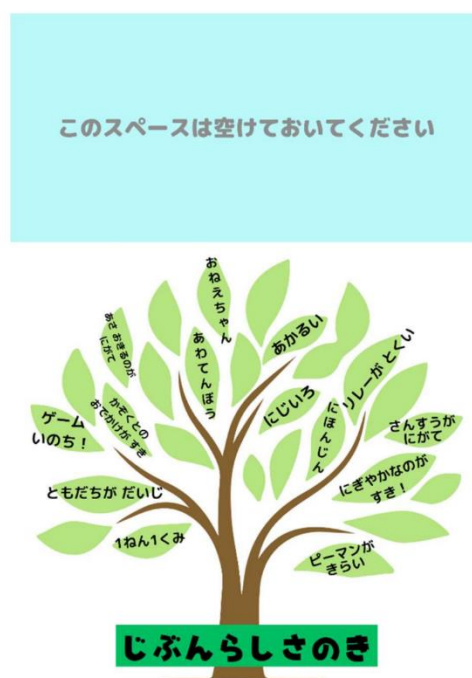 このスペースは空けておいてください
おねえちゃん
あさ おきるのが
にがて
あわてんぼう
あかるい
リレーが とくい
かぞくとの
おでかけが すき
にじいろ
にほんじん
ゲーム
いのち！
さんすうが
にがて
ともだちが だいじ
にぎやかなのが
すき！
1ねん1くみ
ピーマンが
きらい
じぶんらしさのき